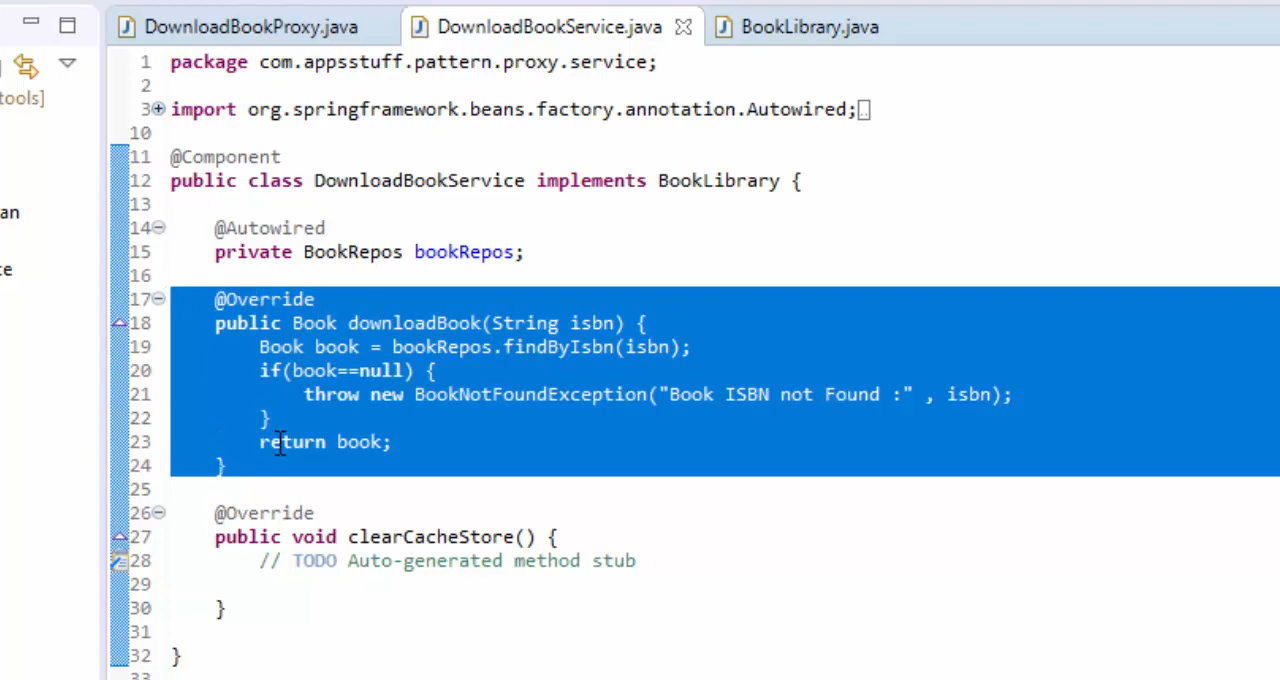 DownloadBookProxy.java DownloadBookService.java BookLibrary.java
1 package com.appsstuff.pattern.proxy.service;
2
3 import org.springframework.beans.factory.annotation.Autowired;
tools]
10
11 @Component
12 public class DownloadBookService implements BookLibrary {
13
an
14 @Autowired
15 private BookRepos bookRepos;
ce
16
17 @Override
18 public Book downloadBook(String isbn) {
19 Book book = bookRepos.findByIsbn(isbn);
20 if(book==null) {
21 throw new BookNotFoundException("Book ISBN not Found :" , isbn);
22 }
23 return book;
24 }
25
26 @Override
27 public void clearCacheStore() {
28 // TODO Auto-generated method stub
29
30 }
31
32 }
33